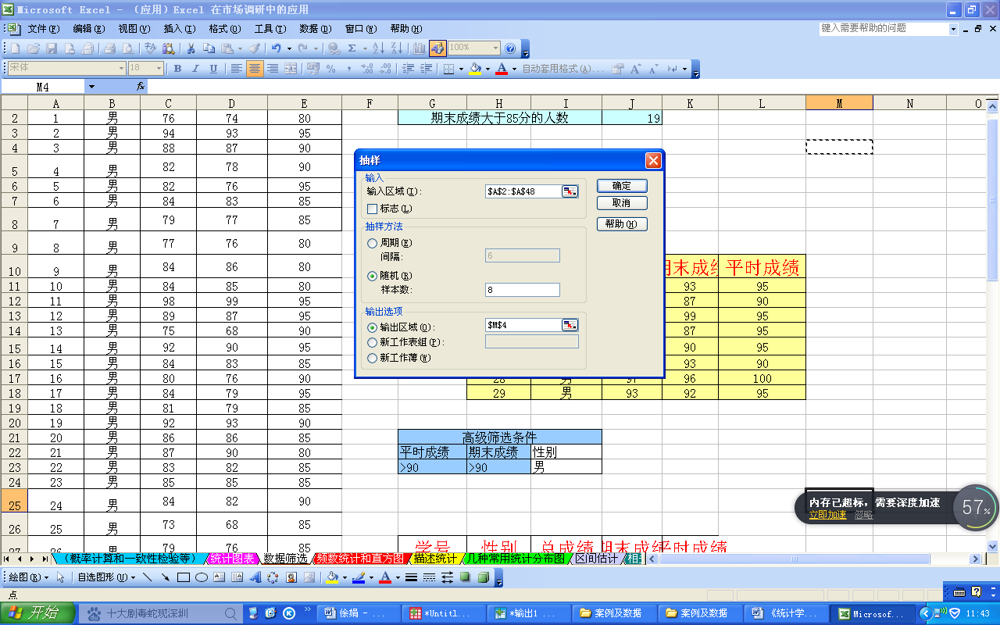 Microsoft Excel - （应用）Excel 在市场调研中的应用
文件(F) 编辑(E) 视图(V) 插入(I) 格式(O) 工具(T) 数据(D) 窗口(W) 帮助(H) 键入需要帮助的问题
100%
宋体 18 B I U 自动套用格式(A)...
M4 fx
A B C D E F G H I J K L M N O
2 1 男 76 74 80 期末成绩大于85分的人数 19
3 2 男 94 93 95
4 3 男 88 87 90
5 4 男 82 78 90
6 5 男 82 76 95
7 6 男 84 83 85
8 7 男 79 77 85
9 8 男 77 76 80
10 9 男 84 86 80 期末成绩 平时成绩
11 10 男 84 85 80 93 95
12 11 男 98 99 95 87 90
13 12 男 89 87 95 99 95
14 13 男 75 68 90 87 95
15 14 男 92 90 95 90 95
16 15 男 84 83 85 93 90
17 16 男 80 76 90 28 男 97 96 100
18 17 男 84 79 95 29 男 93 92 95
19 18 男 81 79 85
20 19 男 92 93 90
21 20 男 86 86 85 高级筛选条件
22 21 男 87 90 80 平时成绩 期末成绩 性别
23 22 男 83 82 85 >90 >90 男
24 23 男 85 85 85
25 24 男 84 82 90
26 25 男 73 68 85
27 26 男 79 76 85 学号 性别 总成绩 期末成绩 平时成绩
抽样
输入
输入区域(I): $A$2:$A$48
标志(L)
抽样方法
周期(E)
间隔: 6
随机(R)
样本数: 8
输出选项
输出区域(O): $M$4
新工作表组(P):
新工作薄(W)
确定
取消
帮助(H)
内存已超标，需要深度加速
立即加速 忽略
57%
（概率计算和一致性检验等） 统计图表 数据筛选 频数统计和直方图 描述统计 几种常用统计分布图 区间估计 相
绘图(R) 自选图形(U)
点
开始 十大剧毒蛇现深圳 徐娟 - ... *Untitl... *输出1 ... 案例及数据 案例及数据 《统计学... Microsof... 11:43